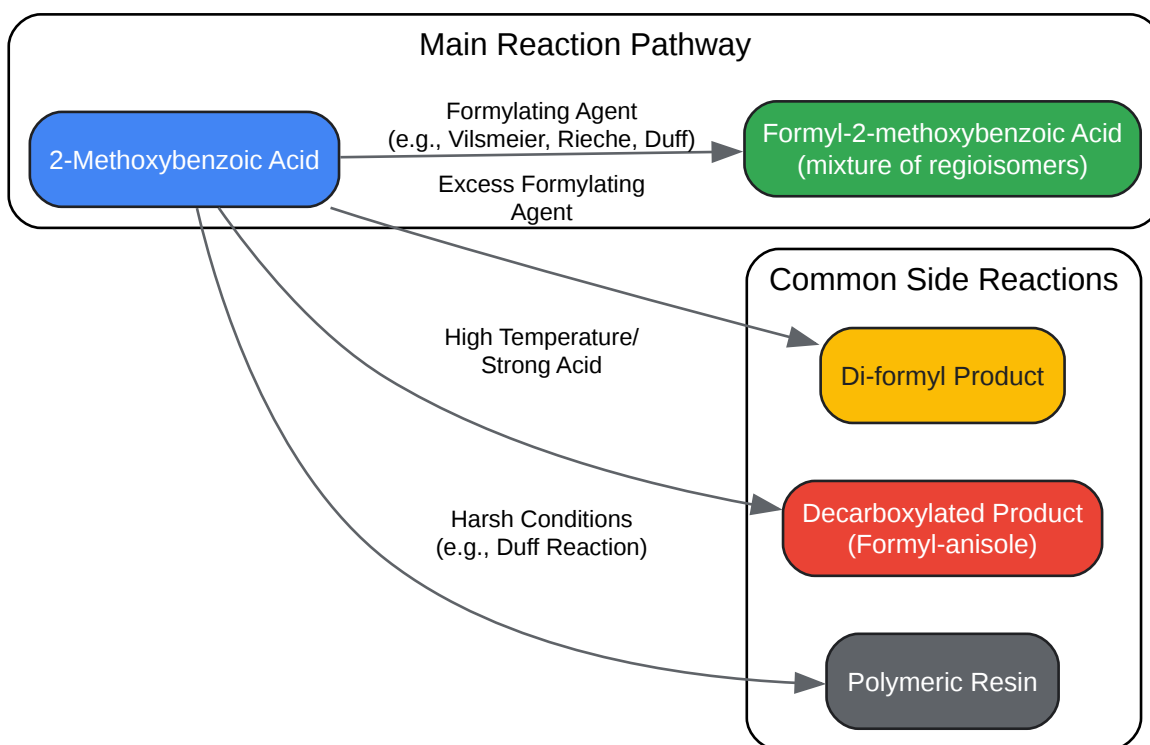 Main Reaction Pathway
2-Methoxybenzoic Acid
Formylating Agent
(e.g., Vilsmeier, Rieche, Duff)
Formyl-2-methoxybenzoic Acid
(mixture of regioisomers)
Excess Formylating
Agent
Common Side Reactions
High Temperature/
Strong Acid
Di-formyl Product
Harsh Conditions
(e.g., Duff Reaction)
Decarboxylated Product
(Formyl-anisole)
Polymeric Resin